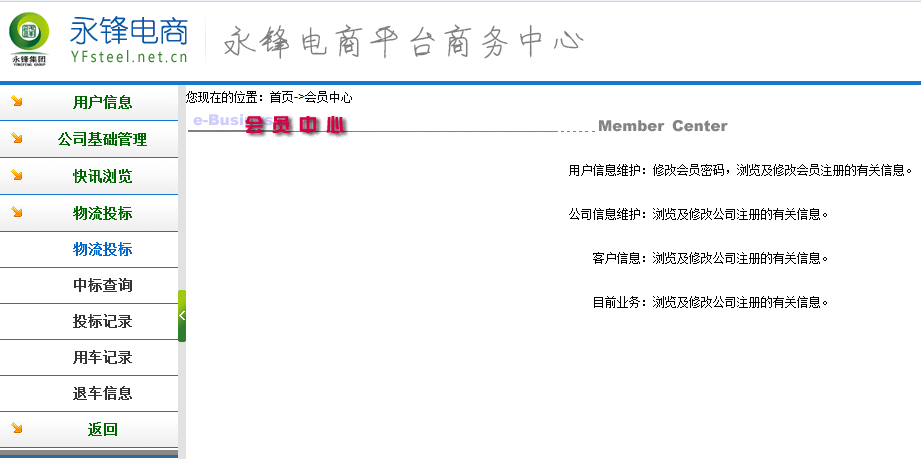 永锋集团
YONGFENG GROUP
永锋电商
YFsteel.net.cn
永锋电商平台商务中心
用户信息
公司基础管理
快讯浏览
物流投标
物流投标
中标查询
投标记录
用车记录
退车信息
返回
您现在的位置：首页->会员中心
e-Business
会员中心
Member Center
用户信息维护：修改会员密码，浏览及修改会员注册的有关信息。
公司信息维护：浏览及修改公司注册的有关信息。
客户信息：浏览及修改公司注册的有关信息。
目前业务：浏览及修改公司注册的有关信息。